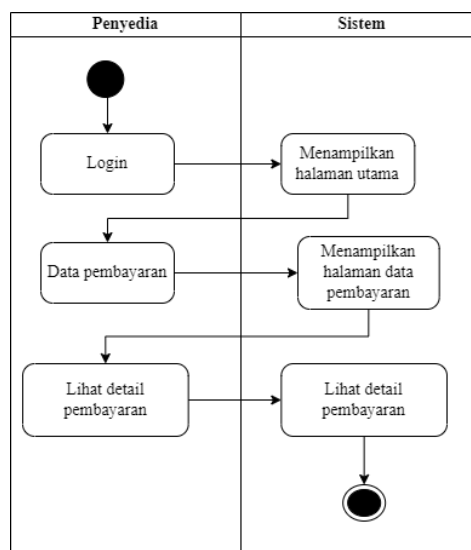 Penyedia
Sistem
Login
Menampilkan
halaman utama
Data pembayaran
Menampilkan
halaman data
pembayaran
Lihat detail
pembayaran
Lihat detail
pembayaran